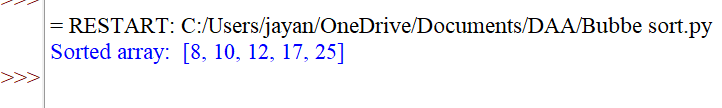 >>>
= RESTART: C:/Users/jayan/OneDrive/Documents/DAA/Bubbe sort.py
Sorted array:  [8, 10, 12, 17, 25]
>>>